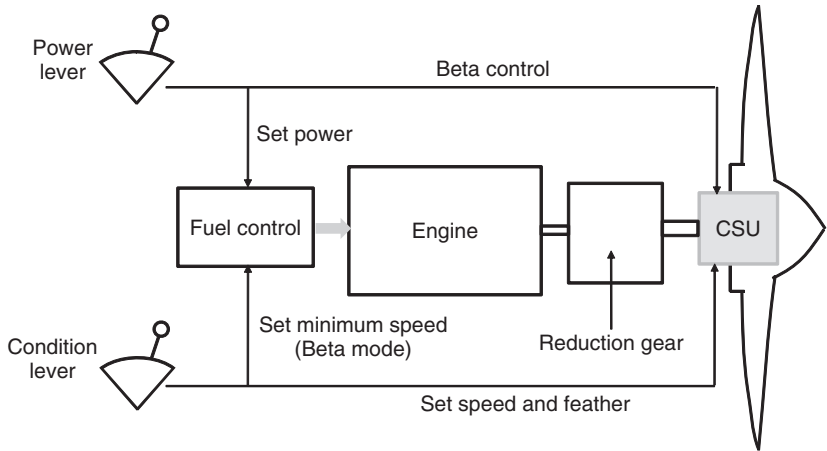 Power
lever
Beta control
Set power
Fuel control
Engine
CSU
Set minimum speed
(Beta mode)
Reduction gear
Condition
lever
Set speed and feather